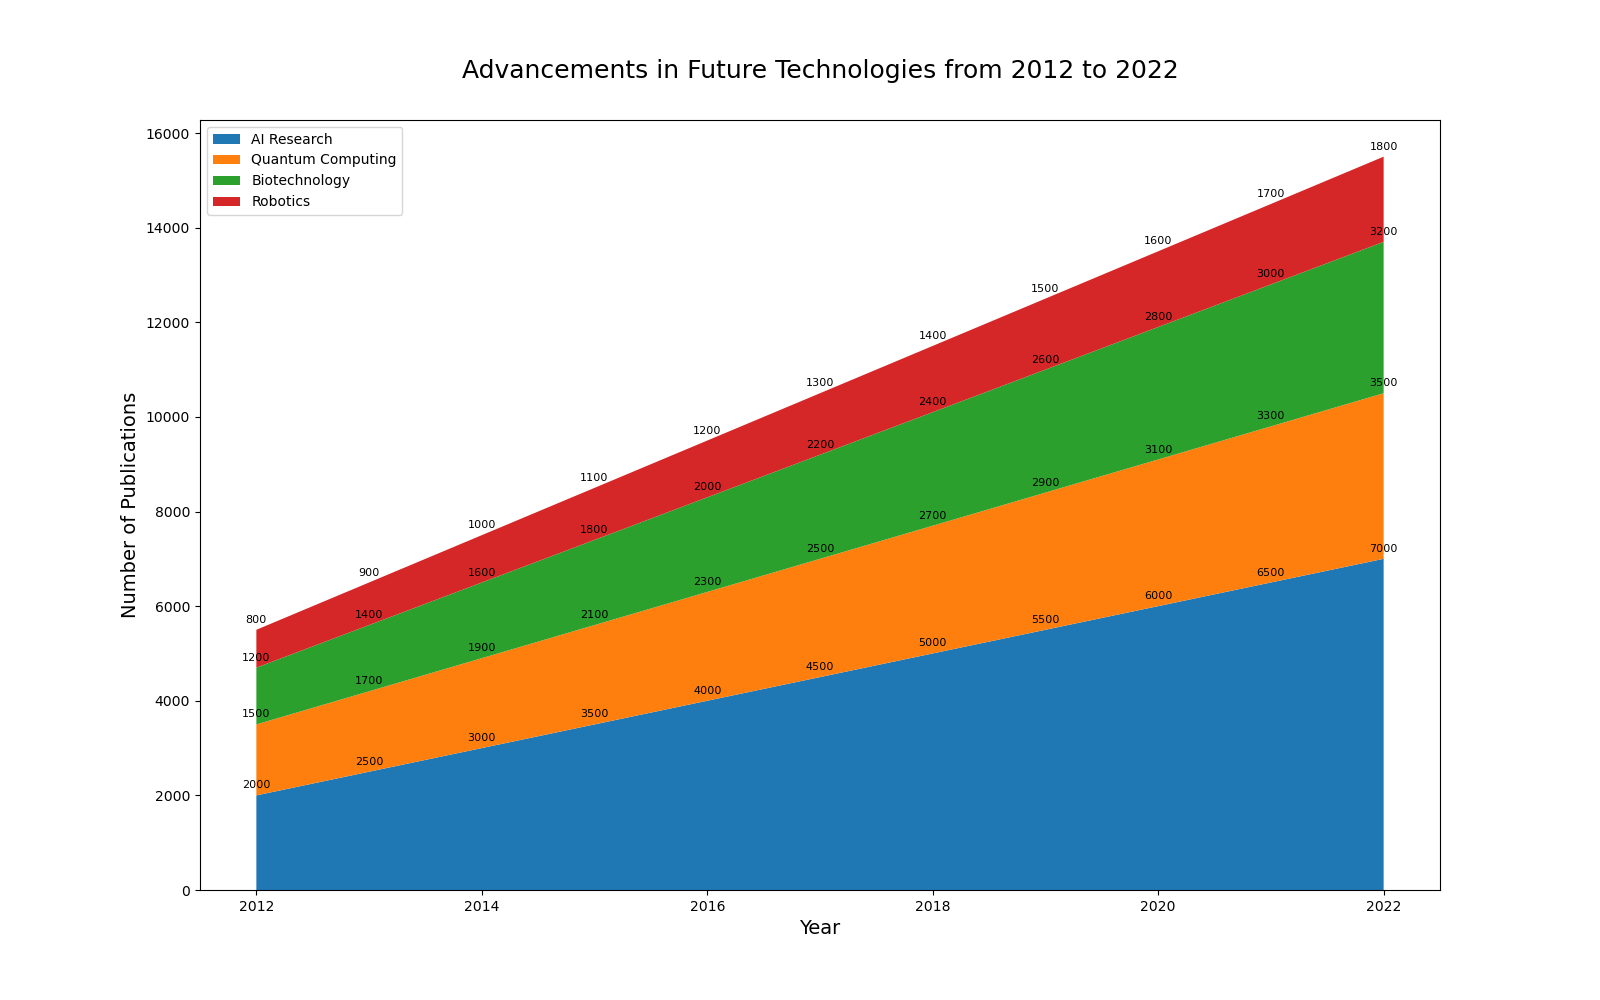 Advancements in Future Technologies from 2012 to 2022
AI Research
Quantum Computing
Biotechnology
Robotics
Number of Publications
16000
14000
12000
10000
8000
6000
4000
2000
0
800 900 1000 1100 1200 1300 1400 1500 1600 1700 1800
1200 1400 1600 1800 2000 2200 2400 2600 2800 3000 3200
1500 1700 1900 2100 2300 2500 2700 2900 3100 3300 3500
2000 2500 3000 3500 4000 4500 5000 5500 6000 6500 7000
2012 2014 2016 2018 2020 2022
Year